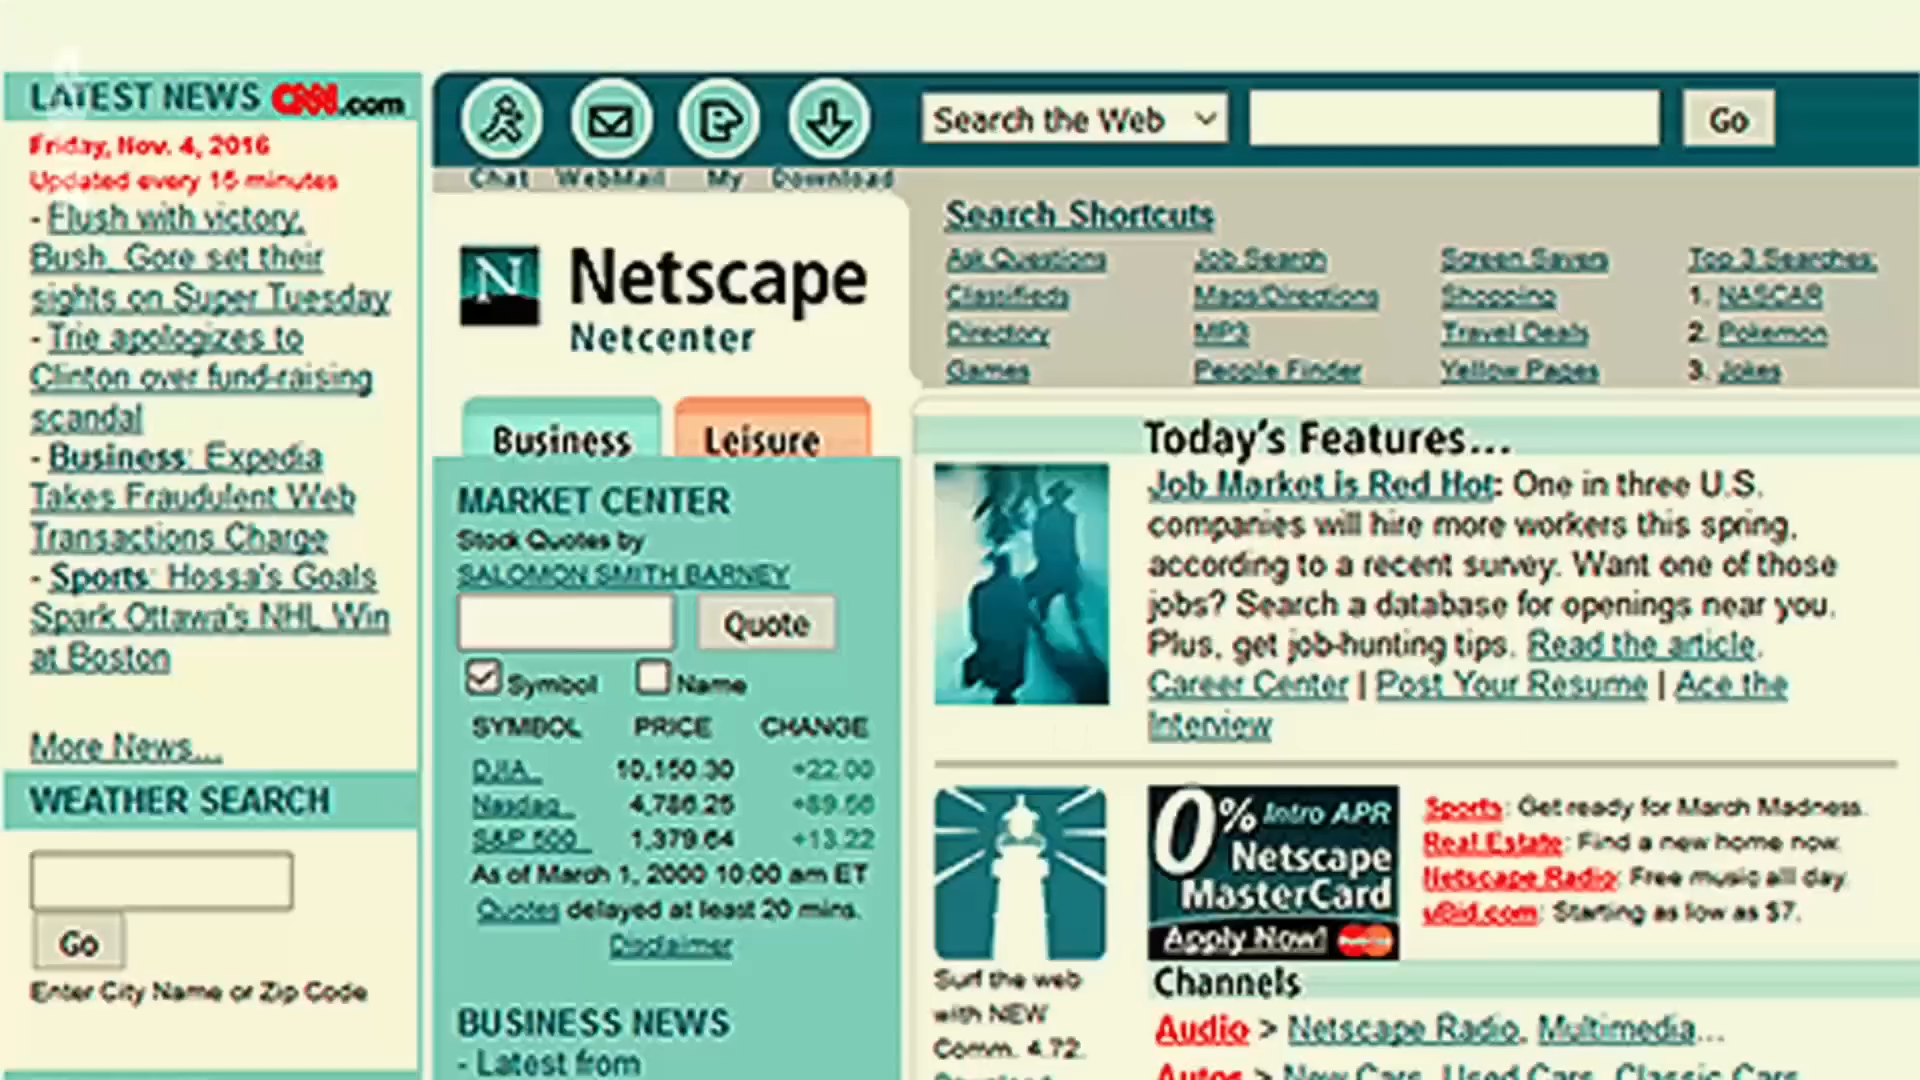 LATEST NEWS CNN.com
Friday, Nov. 4, 2016
Updated every 15 minutes
- Flush with victory,
Bush, Gore set their
sights on Super Tuesday
- Trie apologizes to
Clinton over fund-raising
scandal
- Business: Expedia
Takes Fraudulent Web
Transactions Charge
- Sports: Hossa's Goals
Spark Ottawa's NHL Win
at Boston
More News...
WEATHER SEARCH
Go
Enter City Name or Zip Code
Chat WebMail My Download
Search the Web
Go
Netscape
Netcenter
Search Shortcuts
Ask Questions Job Search Screen Savers Top 3 Searches:
Classifieds Maps/Directions Shopping 1. NASCAR
Directory MP3 Travel Deals 2. Pokemon
Games People Finder Yellow Pages 3. Jokes
Business Leisure
MARKET CENTER
Stock Quotes by
SALOMON SMITH BARNEY
Quote
Symbol Name
SYMBOL PRICE CHANGE
DJIA 10,150.30 +22.00
Nasdaq 4,786.25 +89.56
S&P 500 1,379.64 +13.22
As of March 1, 2000 10:00 am ET
Quotes delayed at least 20 mins.
Disclaimer
BUSINESS NEWS
- Latest from
Today's Features...
Job Market is Red Hot: One in three U.S.
companies will hire more workers this spring,
according to a recent survey. Want one of those
jobs? Search a database for openings near you.
Plus, get job-hunting tips. Read the article.
Career Center | Post Your Resume | Ace the
Interview
0% Intro APR
Netscape
MasterCard
Apply Now!
Sports: Get ready for March Madness.
Real Estate: Find a new home now.
Netscape Radio: Free music all day.
uBid.com: Starting as low as $7.
Surf the web
with NEW
Comm. 4.72.
Download
Channels
Audio > Netscape Radio, Multimedia...
Autos > New Cars, Used Cars, Classic Cars